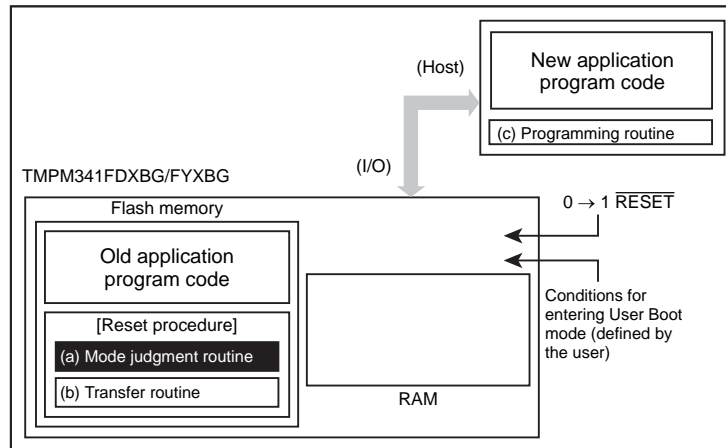 New application
program code
(Host)
(c) Programming routine
(I/O)
TMPM341FDXBG/FYXBG
Flash memory
0 → 1 RESET
Old application
program code
Conditions for
entering User Boot
mode (defined by
the user)
[Reset procedure]
(a) Mode judgment routine
(b) Transfer routine
RAM